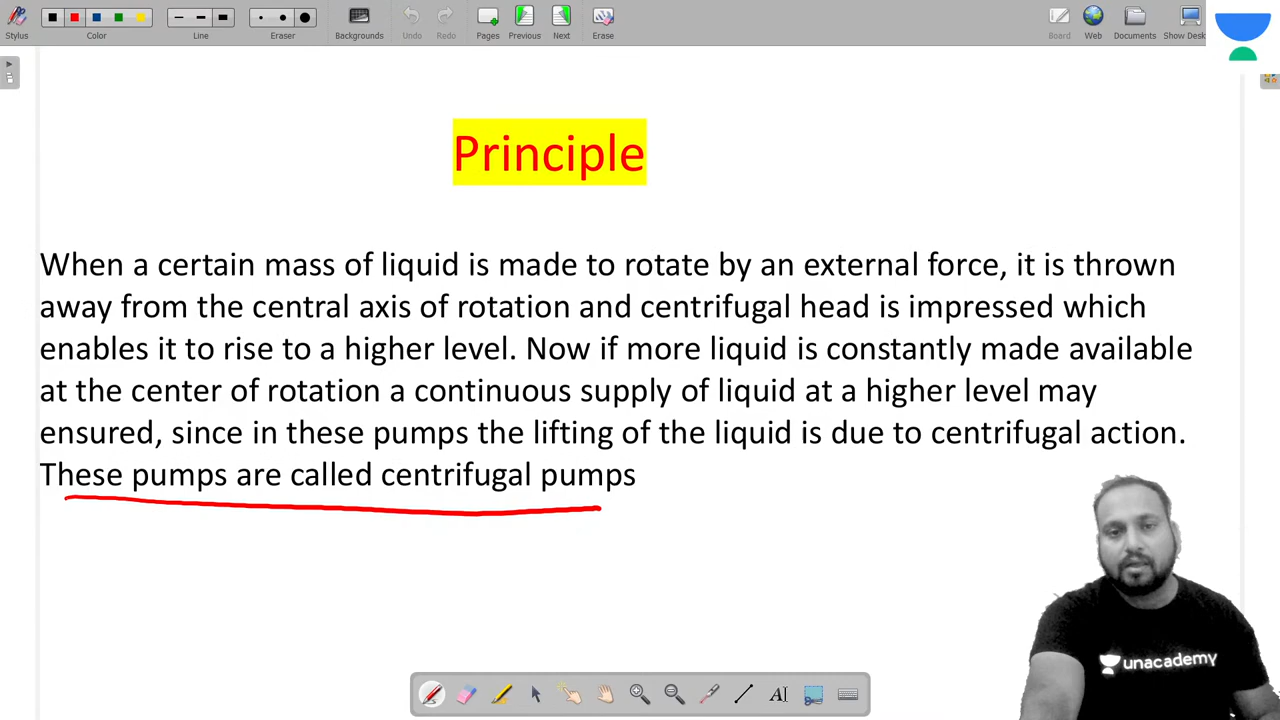 Stylus
Color
Line
Eraser
Backgrounds
Undo
Redo
Pages
Previous
Next
Erase
Board
Web
Documents
Show Desk
Principle
When a certain mass of liquid is made to rotate by an external force, it is thrown
away from the central axis of rotation and centrifugal head is impressed which
enables it to rise to a higher level. Now if more liquid is constantly made available
at the center of rotation a continuous supply of liquid at a higher level may
ensured, since in these pumps the lifting of the liquid is due to centrifugal action.
These pumps are called centrifugal pumps
unacademy
AI